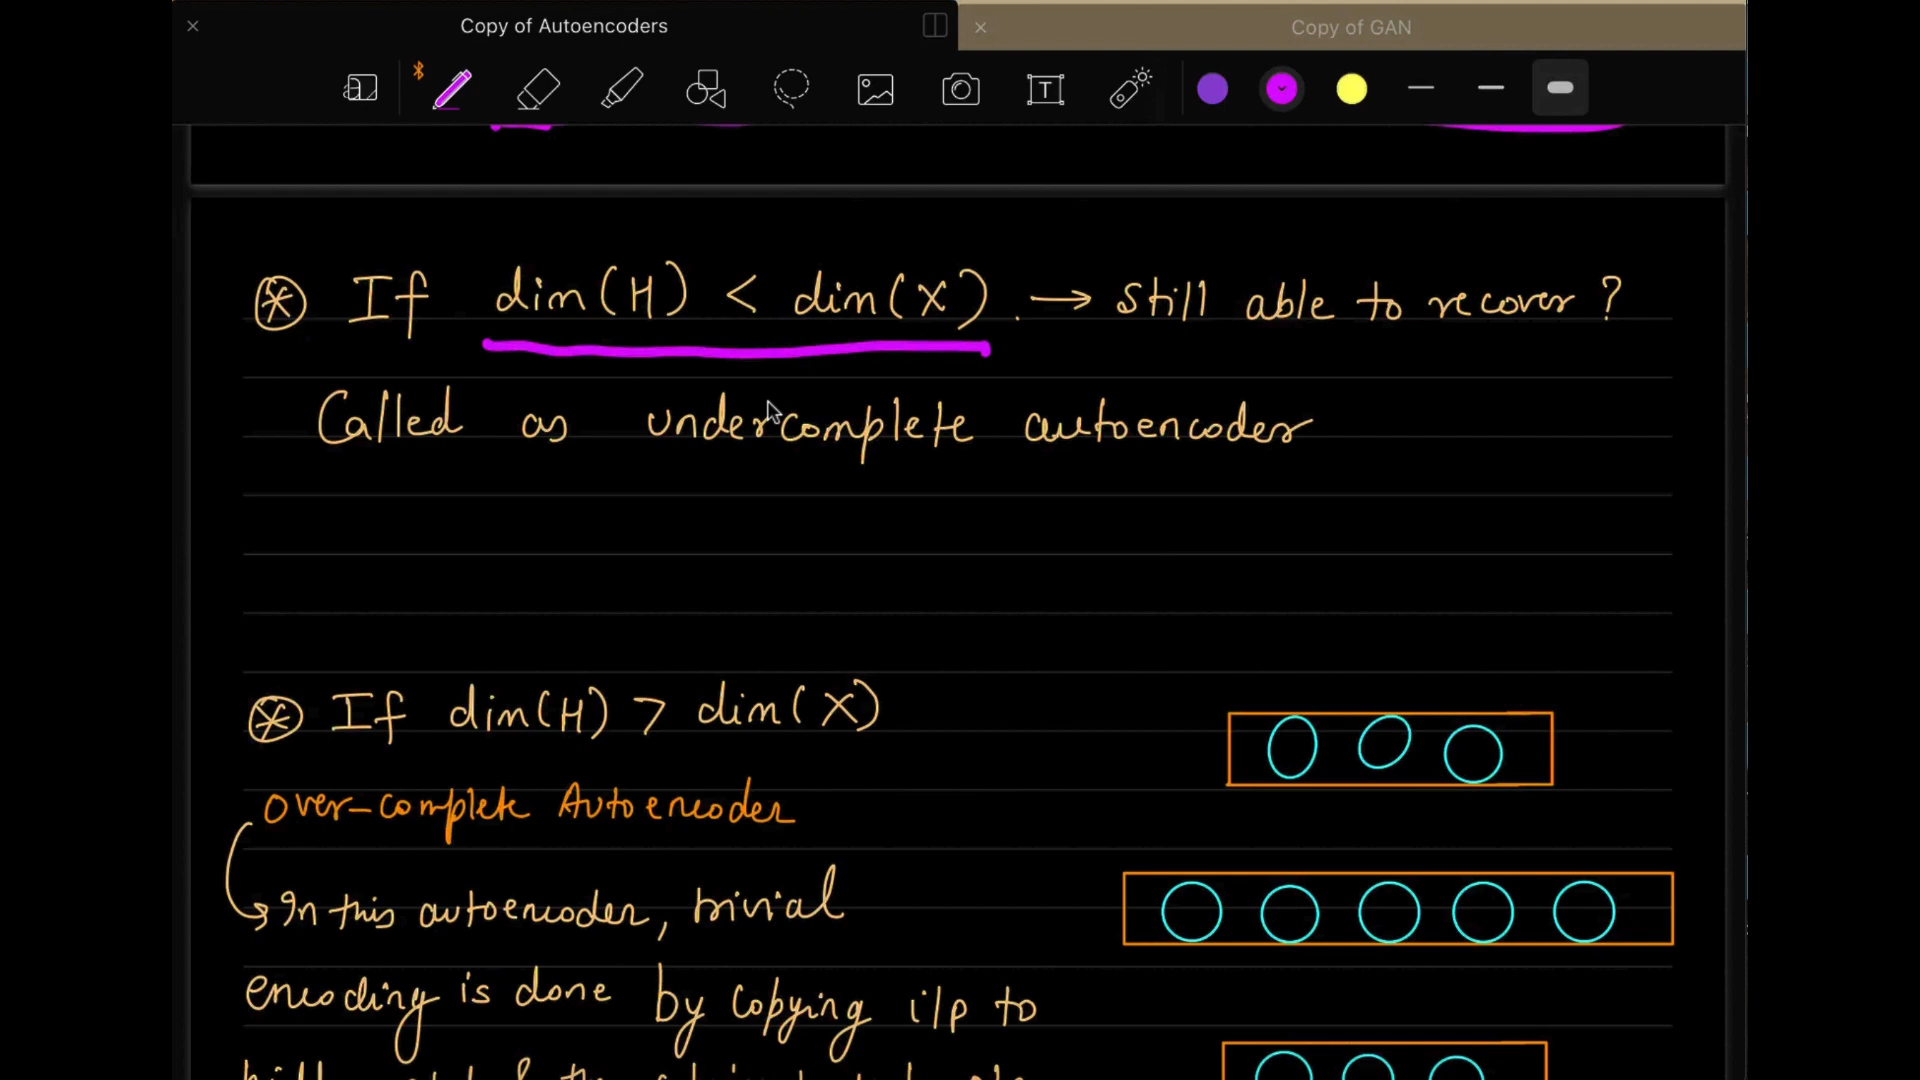 Copy of Autoencoders
Copy of GAN
T
If dim(H) < dim(X). → Still able to recover ?
Called as undercomplete autoencoder
If dim(H) > dim(X)
Over-complete Autoencoder
→ In this autoencoder, trivial
encoding is done by copying i/p to